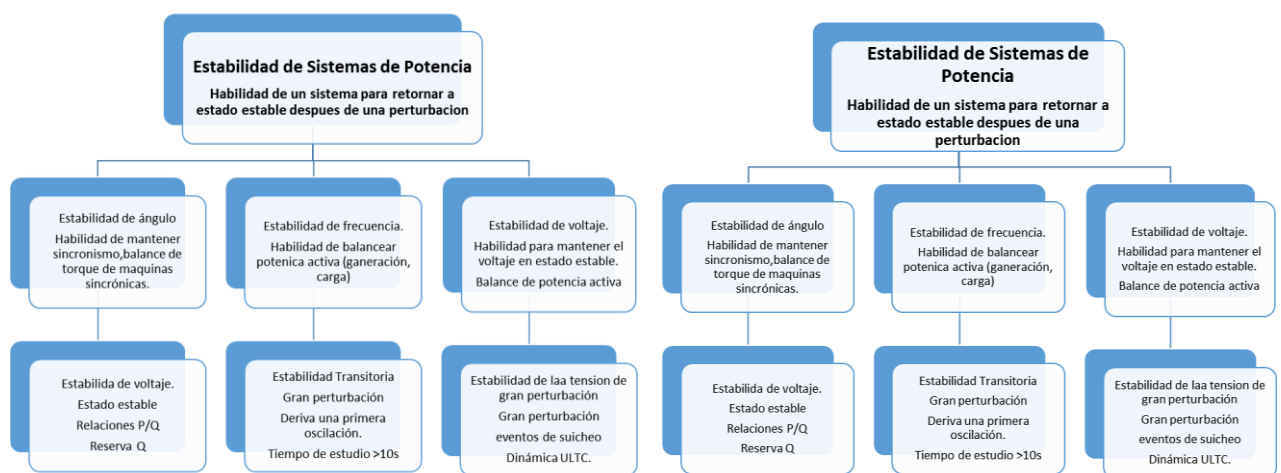 Estabilidad de Sistemas de Potencia
Habilidad de un sistema para retornar a
estado estable despues de una perturbacion
Estabilidad de ángulo
Habilidad de mantener
sincronismo,balance de
torque de maquinas
sincrónicas.
Estabilidad de frecuencia.
Habilidad de balancear
potenica activa (ganeración,
carga)
Estabilidad de voltaje.
Habilidad para mantener el
voltaje en estado estable.
Balance de potencia activa
Estabilida de voltaje.
Estado estable
Relaciones P/Q
Reserva Q
Estabilidad Transitoria
Gran perturbación
Deriva una primera
oscilación.
Tiempo de estudio >10s
Estabilidad de laa tension de
gran perturbación
Gran perturbación
eventos de suicheo
Dinámica ULTC.
Estabilidad de Sistemas de
Potencia
Habilidad de un sistema para retornar a
estado estable despues de una
perturbacion
Estabilidad de ángulo
Habilidad de mantener
sincronismo,balance de
torque de maquinas
sincrónicas.
Estabilidad de frecuencia.
Habilidad de balancear
potenica activa (ganeración,
carga)
Estabilidad de voltaje.
Habilidad para mantener el
voltaje en estado estable.
Balance de potencia activa
Estabilida de voltaje.
Estado estable
Relaciones P/Q
Reserva Q
Estabilidad Transitoria
Gran perturbación
Deriva una primera
oscilación.
Tiempo de estudio >10s
Estabilidad de laa tension de
gran perturbación
Gran perturbación
eventos de suicheo
Dinámica ULTC.